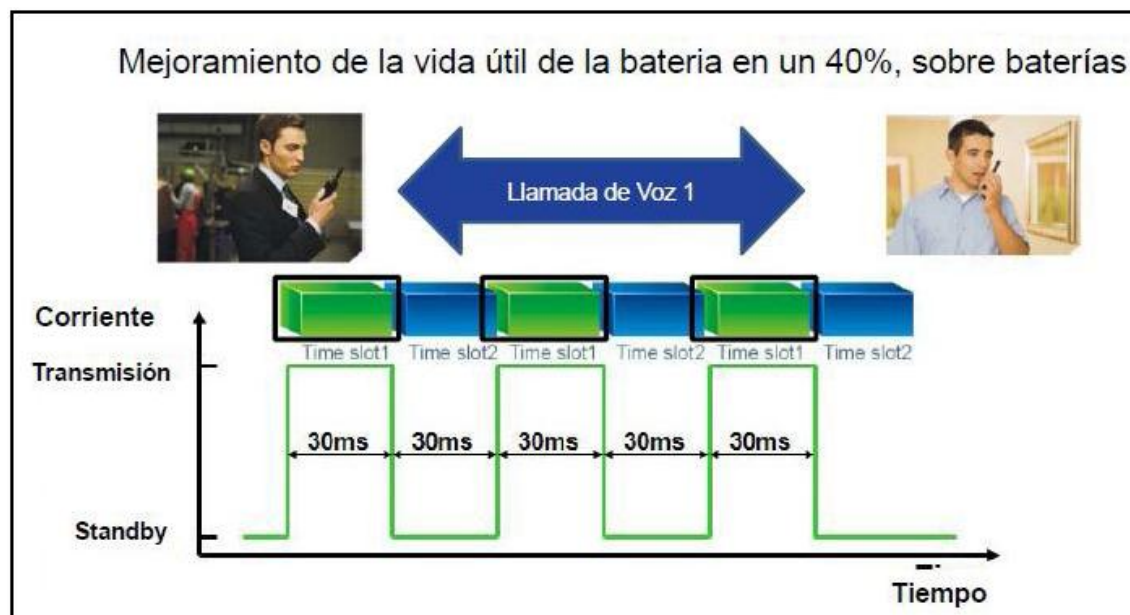 Mejoramiento de la vida útil de la bateria en un 40%, sobre baterías
Llamada de Voz 1
Corriente
Time slot1 Time slot2 Time slot1 Time slot2 Time slot1 Time slot2
Transmisión
30ms 30ms 30ms 30ms 30ms
Standby
Tiempo